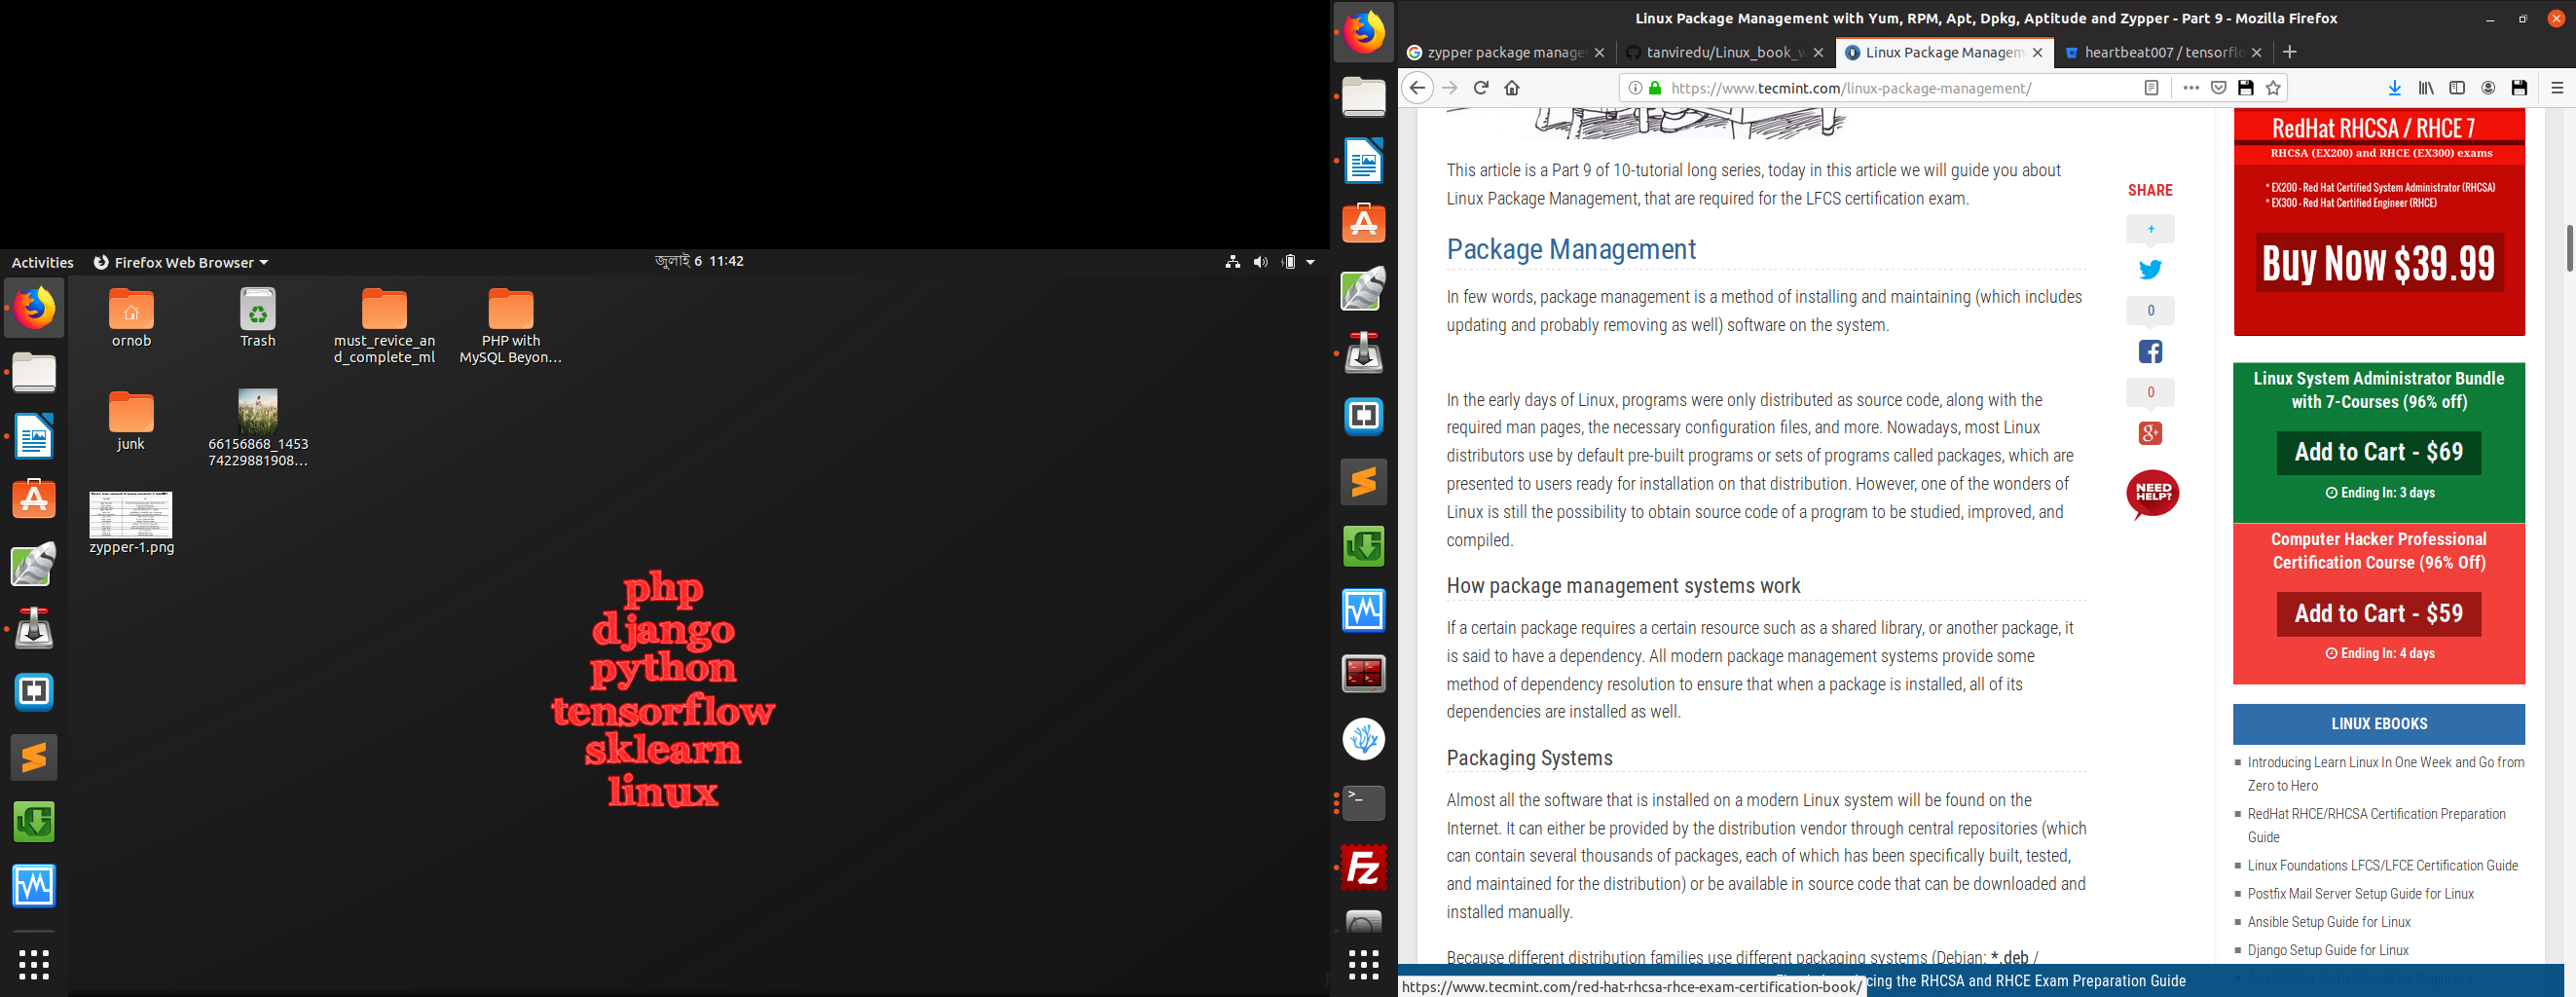 Activities
Firefox Web Browser
জুলাই 6 11:42
ornob
Trash
must_revice_an
d_complete_ml
PHP with
MySQL Beyon...
junk
66156868_1453
74229881908...
zypper-1.png
php
django
python
tensorflow
sklearn
linux
Linux Package Management with Yum, RPM, Apt, Dpkg, Aptitude and Zypper - Part 9 - Mozilla Firefox
zypper package manage
tanviredu/Linux_book_w
Linux Package Managem
heartbeat007 / tensorflo
https://www.tecmint.com/linux-package-management/
This article is a Part 9 of 10-tutorial long series, today in this article we will guide you about
Linux Package Management, that are required for the LFCS certification exam.
Package Management
In few words, package management is a method of installing and maintaining (which includes
updating and probably removing as well) software on the system.
In the early days of Linux, programs were only distributed as source code, along with the
required man pages, the necessary configuration files, and more. Nowadays, most Linux
distributors use by default pre-built programs or sets of programs called packages, which are
presented to users ready for installation on that distribution. However, one of the wonders of
Linux is still the possibility to obtain source code of a program to be studied, improved, and
compiled.
How package management systems work
If a certain package requires a certain resource such as a shared library, or another package, it
is said to have a dependency. All modern package management systems provide some
method of dependency resolution to ensure that when a package is installed, all of its
dependencies are installed as well.
Packaging Systems
Almost all the software that is installed on a modern Linux system will be found on the
Internet. It can either be provided by the distribution vendor through central repositories (which
can contain several thousands of packages, each of which has been specifically built, tested,
and maintained for the distribution) or be available in source code that can be downloaded and
installed manually.
Because different distribution families use different packaging systems (Debian: *.deb /
SHARE
+
0
0
NEED
HELP?
RedHat RHCSA / RHCE 7
RHCSA (EX200) and RHCE (EX300) exams
* EX200 - Red Hat Certified System Administrator (RHCSA)
* EX300 - Red Hat Certified Engineer (RHCE)
Buy Now $39.99
Linux System Administrator Bundle
with 7-Courses (96% off)
Add to Cart - $69
Ending In: 3 days
Computer Hacker Professional
Certification Course (96% Off)
Add to Cart - $59
Ending In: 4 days
LINUX EBOOKS
Introducing Learn Linux In One Week and Go from
Zero to Hero
RedHat RHCE/RHCSA Certification Preparation
Guide
Linux Foundations LFCS/LFCE Certification Guide
Postfix Mail Server Setup Guide for Linux
Ansible Setup Guide for Linux
Django Setup Guide for Linux
cing the RHCSA and RHCE Exam Preparation Guide
https://www.tecmint.com/red-hat-rhcsa-rhce-exam-certification-book/